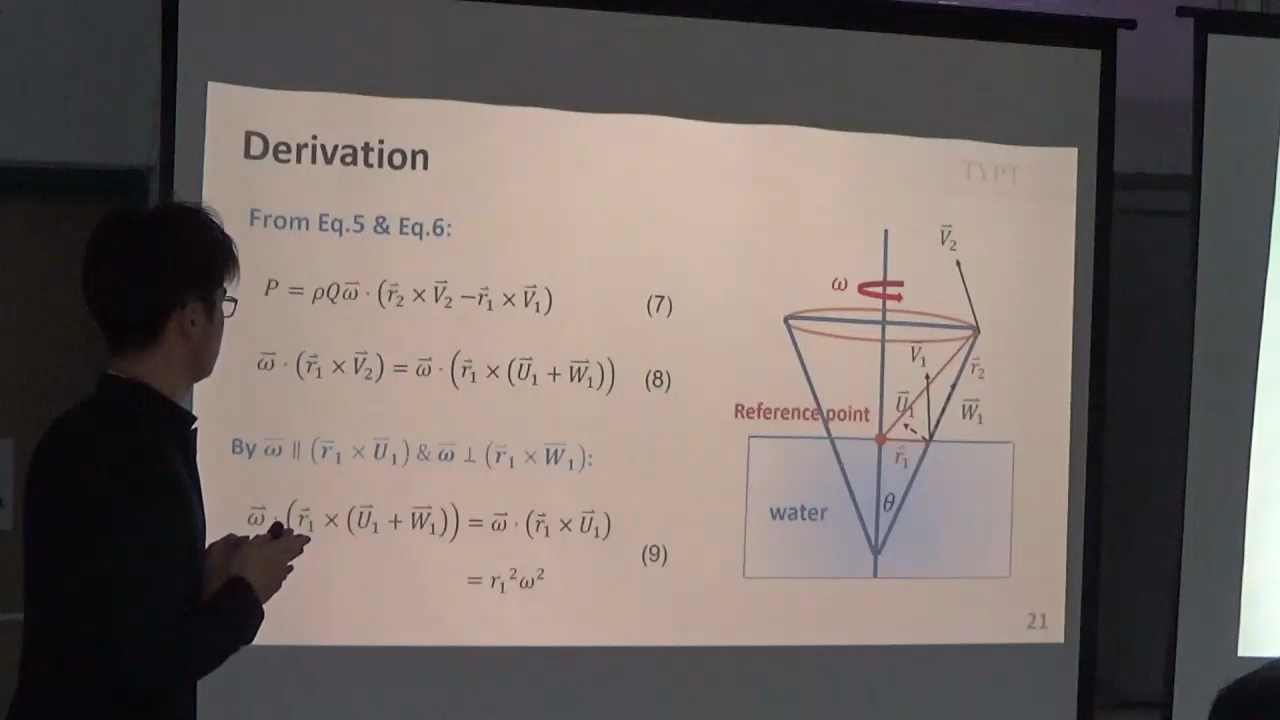 Derivation
TYPT
From Eq.5 & Eq.6:
P = ρQω⃗ · (r⃗₂ × V⃗₂ − r⃗₁ × V⃗₁) (7)
ω⃗ · (r⃗₁ × V⃗₂) = ω⃗ · (r⃗₁ × (U⃗₁ + W⃗₁)) (8)
By ω⃗ ∥ (r⃗₁ × U⃗₁) & ω⃗ ⊥ (r⃗₁ × W⃗₁):
ω⃗ · (r⃗₁ × (U⃗₁ + W⃗₁)) = ω⃗ · (r⃗₁ × U⃗₁)
= r₁²ω² (9)
V⃗₂
ω
V⃗₁
r⃗₂
U⃗₁
W⃗₁
Reference point
r⃗₁
water
θ
21